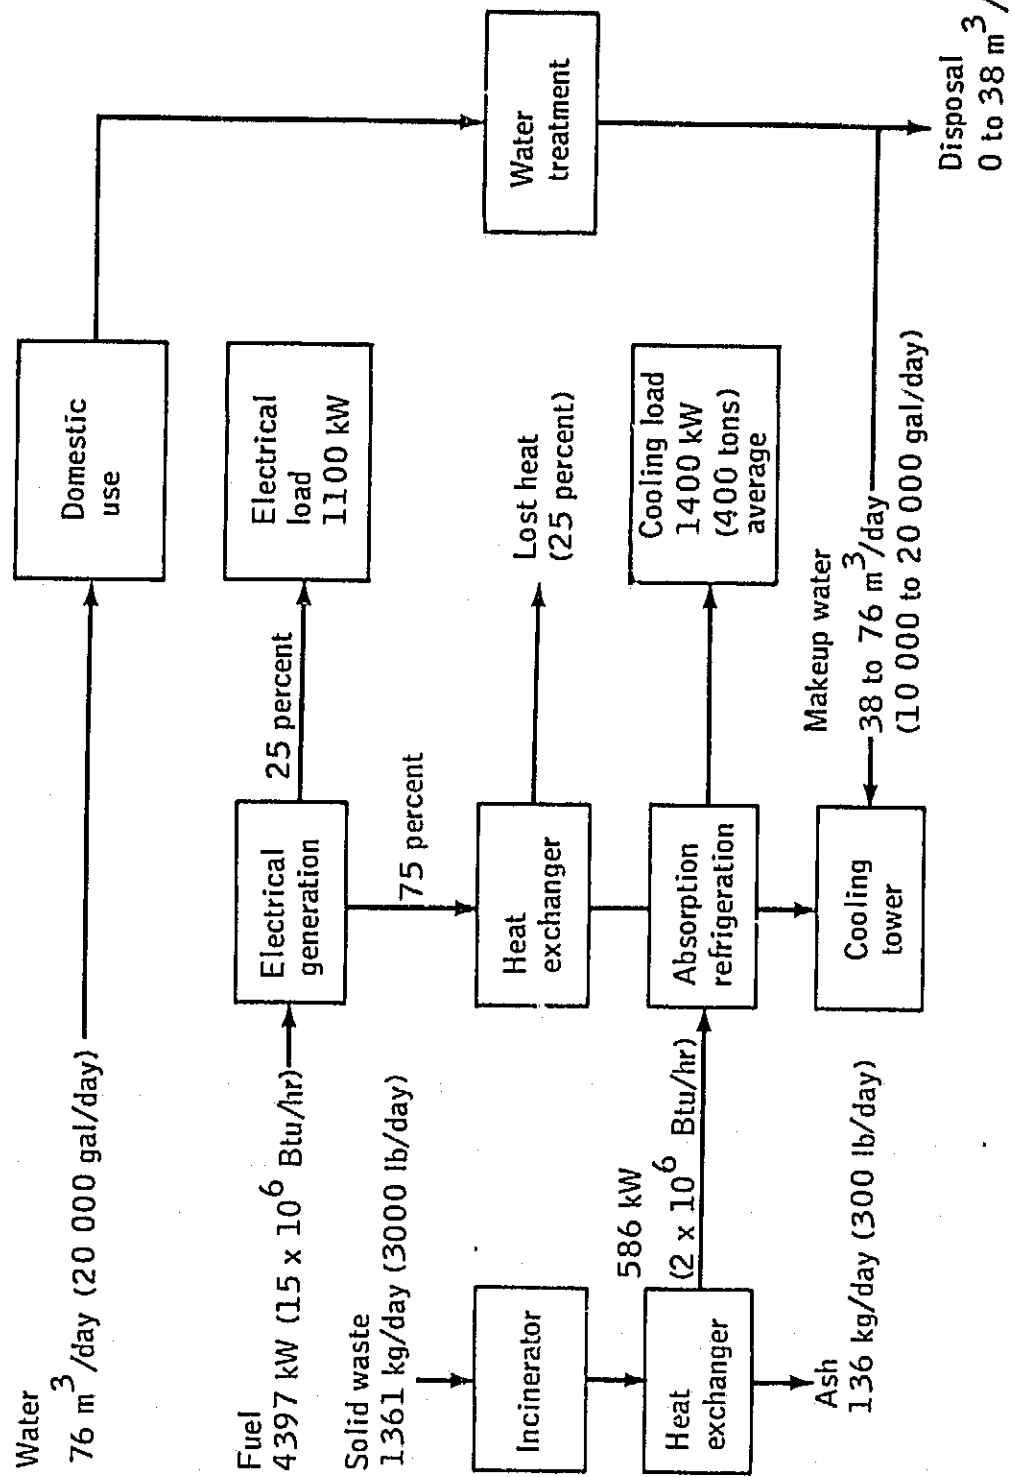 Water
76 m³/day (20 000 gal/day)
Domestic
use
Fuel
4397 kW (15 x 10⁶ Btu/hr)
Electrical
generation
25 percent
Electrical
load
1100 kW
75 percent
Solid waste
1361 kg/day (3000 lb/day)
Incinerator
Heat
exchanger
Lost heat
(25 percent)
Water
treatment
586 kW
(2 x 10⁶ Btu/hr)
Heat
exchanger
Absorption
refrigeration
Cooling load
1400 kW
(400 tons)
average
Ash
136 kg/day (300 lb/day)
Cooling
tower
Makeup water
38 to 76 m³/day
(10 000 to 20 000 gal/day)
Disposal
0 to 38 m³/